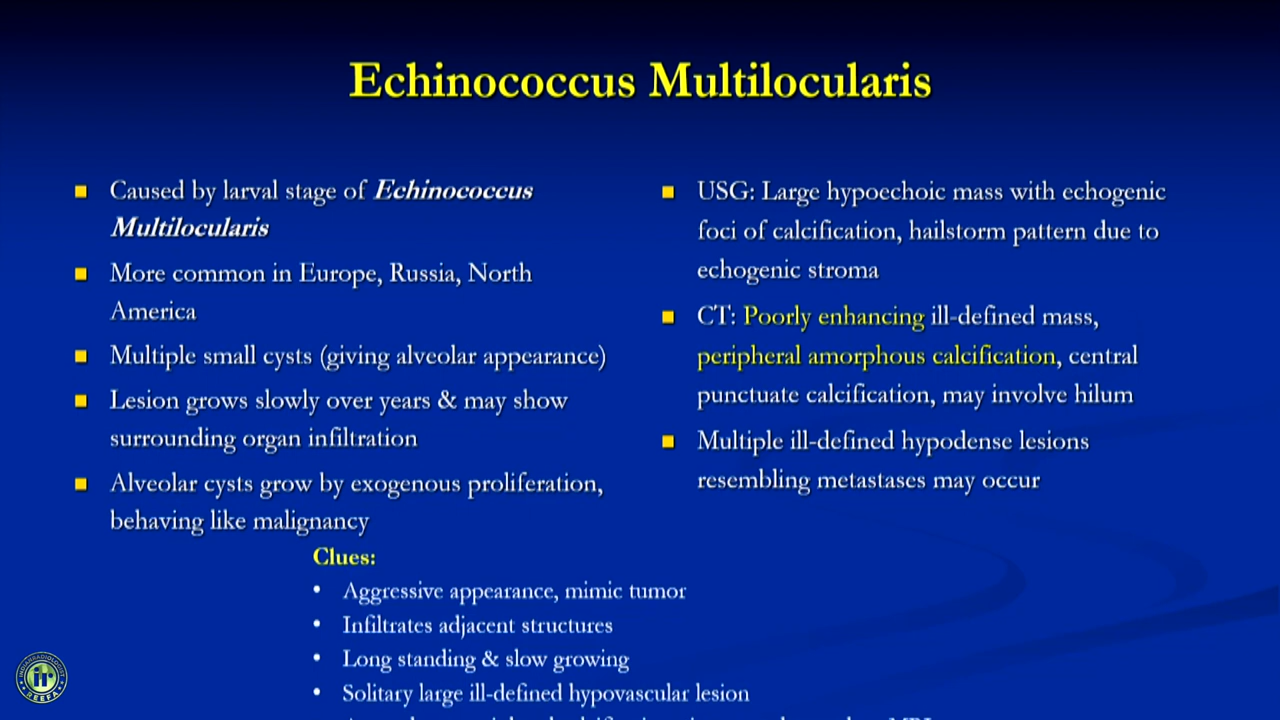 Echinococcus Multilocularis
■ Caused by larval stage of Echinococcus
Multilocularis
■ More common in Europe, Russia, North
America
■ Multiple small cysts (giving alveolar appearance)
■ Lesion grows slowly over years & may show
surrounding organ infiltration
■ Alveolar cysts grow by exogenous proliferation,
behaving like malignancy
■ USG: Large hypoechoic mass with echogenic
foci of calcification, hailstorm pattern due to
echogenic stroma
■ CT: Poorly enhancing ill-defined mass,
peripheral amorphous calcification, central
punctuate calcification, may involve hilum
■ Multiple ill-defined hypodense lesions
resembling metastases may occur
Clues:
• Aggressive appearance, mimic tumor
• Infiltrates adjacent structures
• Long standing & slow growing
• Solitary large ill-defined hypovascular lesion
ir